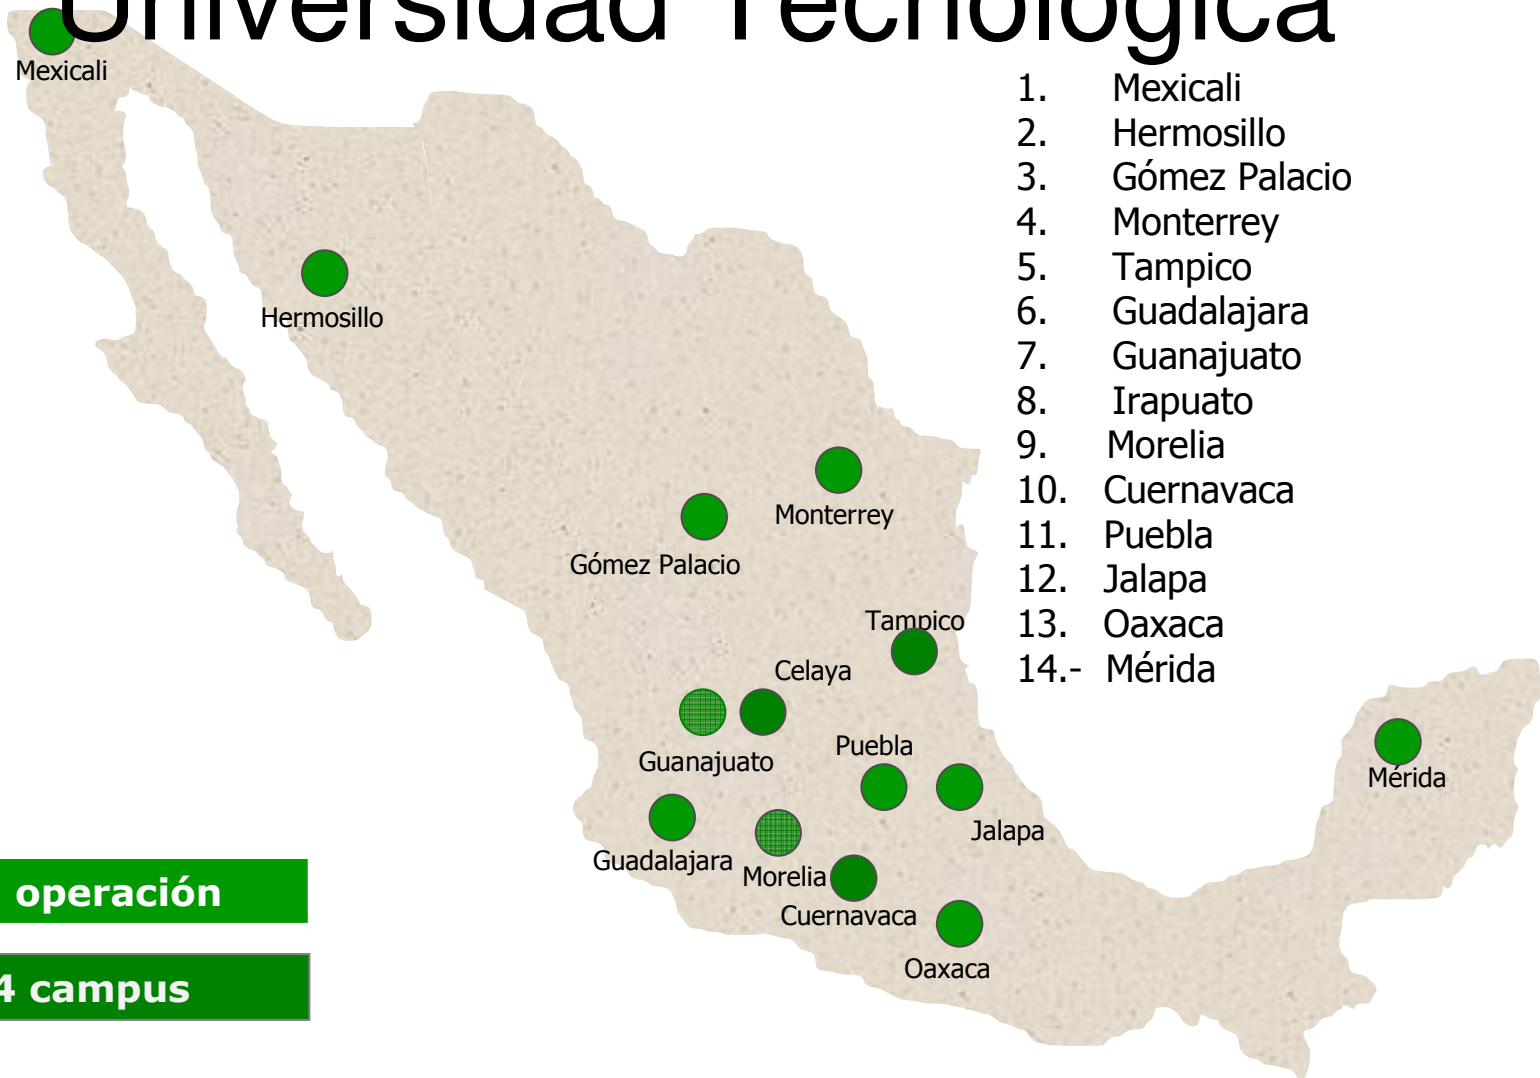 Universidad Tecnológica
Mexicali
1. Mexicali
2. Hermosillo
3. Gómez Palacio
4. Monterrey
5. Tampico
6. Guadalajara
7. Guanajuato
8. Irapuato
9. Morelia
10. Cuernavaca
11. Puebla
12. Jalapa
13. Oaxaca
14.- Mérida
Hermosillo
Monterrey
Gómez Palacio
Tampico
Celaya
Guanajuato
Puebla
Mérida
Jalapa
Guadalajara
Morelia
Cuernavaca
Oaxaca
operación
4 campus